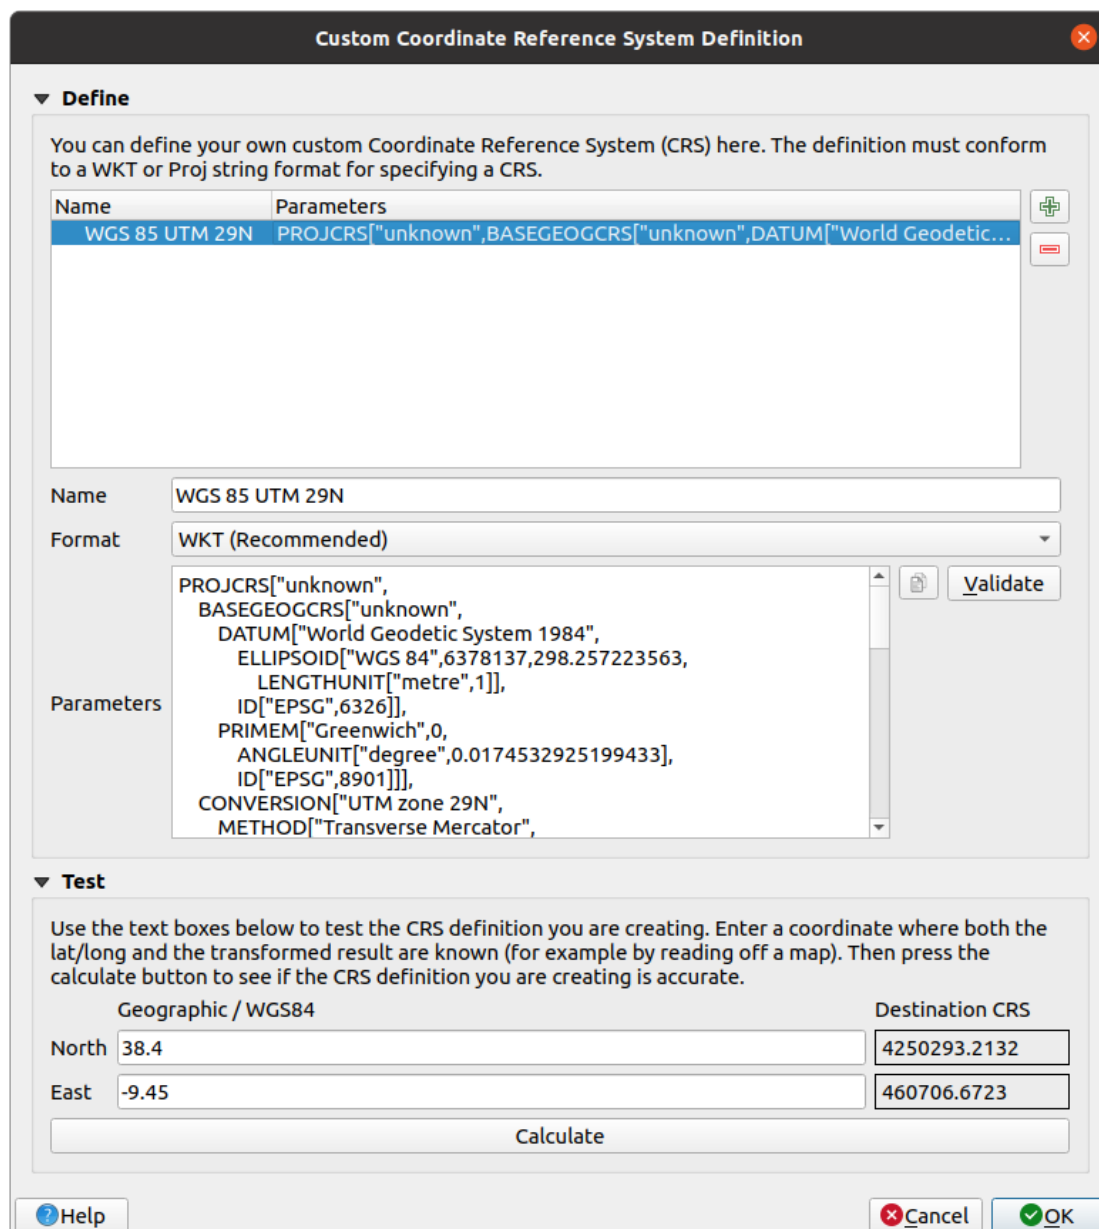 Custom Coordinate Reference System Definition
Define
You can define your own custom Coordinate Reference System (CRS) here. The definition must conform
to a WKT or Proj string format for specifying a CRS.
Name Parameters
WGS 85 UTM 29N PROJCRS["unknown",BASEGEOGCRS["unknown",DATUM["World Geodetic...
Name WGS 85 UTM 29N
Format WKT (Recommended)
PROJCRS["unknown", Validate
BASEGEOGCRS["unknown",
DATUM["World Geodetic System 1984",
ELLIPSOID["WGS 84",6378137,298.257223563,
LENGTHUNIT["metre",1]],
Parameters ID["EPSG",6326]],
PRIMEM["Greenwich",0,
ANGLEUNIT["degree",0.0174532925199433],
ID["EPSG",8901]]],
CONVERSION["UTM zone 29N",
METHOD["Transverse Mercator",
Test
Use the text boxes below to test the CRS definition you are creating. Enter a coordinate where both the
lat/long and the transformed result are known (for example by reading off a map). Then press the
calculate button to see if the CRS definition you are creating is accurate.
Geographic / WGS84 Destination CRS
North 38.4 4250293.2132
East -9.45 460706.6723
Calculate
Help Cancel OK